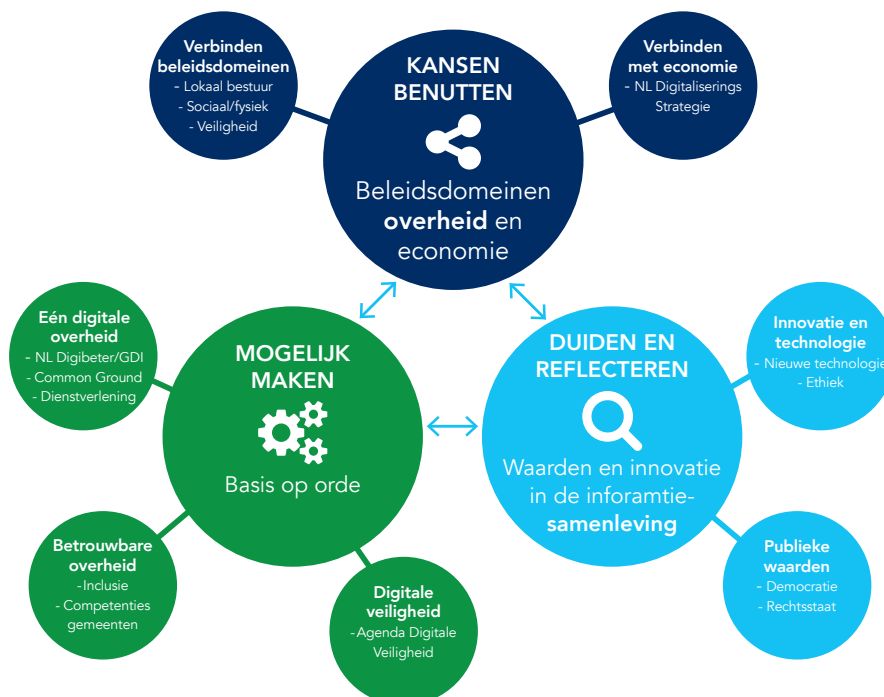 Verbinden
beleidsdomeinen
- Lokaal bestuur
- Sociaal/fysiek
- Veiligheid
KANSEN
BENUTTEN
Beleidsdomeinen
overheid en
economie
Verbinden
met economie
- NL Digitaliserings
Strategie
Eén digitale
overheid
- NL Digibeter/GDI
- Common Ground
- Dienstverlening
MOGELIJK
MAKEN
Basis op orde
DUIDEN EN
REFLECTEREN
Waarden en innovatie
in de inforamtie-
samenleving
Innovatie en
technologie
- Nieuwe technologie
- Ethiek
Betrouwbare
overheid
-Inclusie
- Competenties
gemeenten
Digitale
veiligheid
-Agenda Digitale
Veiligheid
Publieke
waarden
- Democratie
- Rechtsstaat